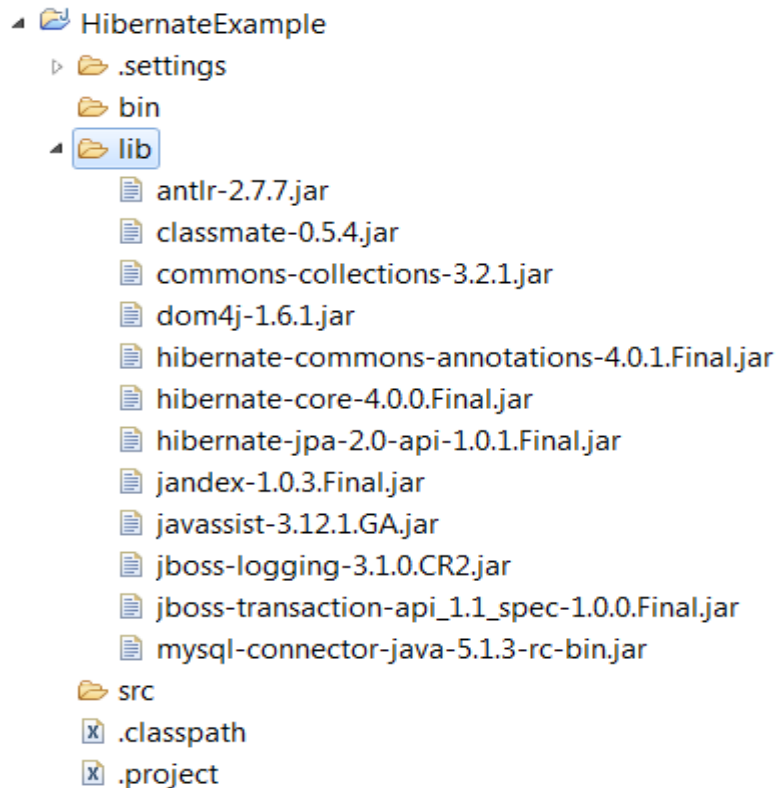 HibernateExample
.settings
bin
lib
antlr-2.7.7.jar
classmate-0.5.4.jar
commons-collections-3.2.1.jar
dom4j-1.6.1.jar
hibernate-commons-annotations-4.0.1.Final.jar
hibernate-core-4.0.0.Final.jar
hibernate-jpa-2.0-api-1.0.1.Final.jar
jandex-1.0.3.Final.jar
javassist-3.12.1.GA.jar
jboss-logging-3.1.0.CR2.jar
jboss-transaction-api_1.1_spec-1.0.0.Final.jar
mysql-connector-java-5.1.3-rc-bin.jar
src
.classpath
.project